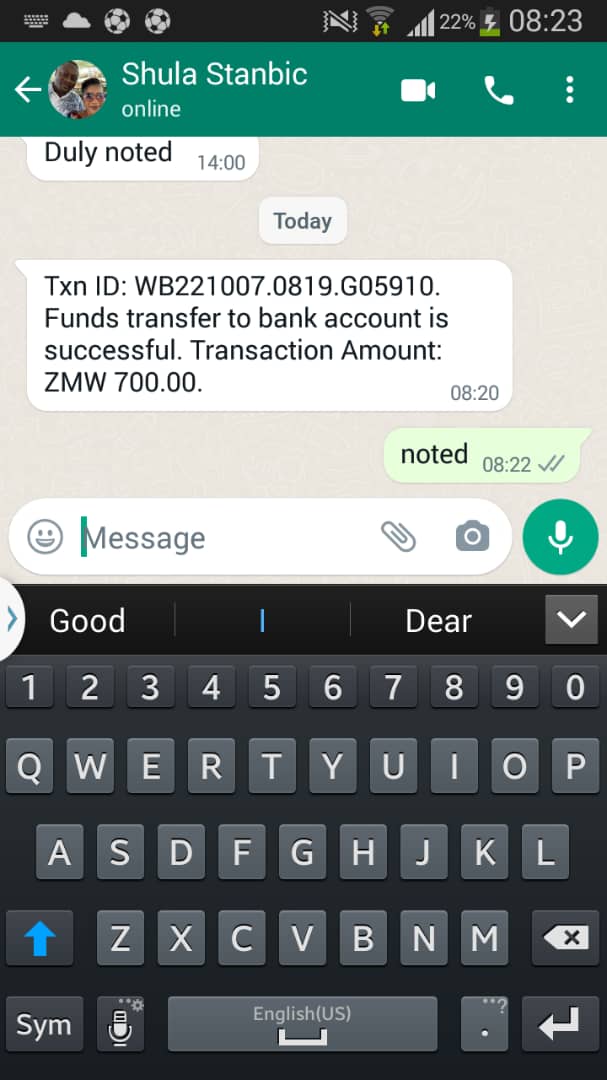 22% 08:23
Shula Stanbic
online
Duly noted 14:00
Today
Txn ID: WB221007.0819.G05910.
Funds transfer to bank account is
successful. Transaction Amount:
ZMW 700.00.
08:20
noted 08:22
Message
Good I Dear
1 2 3 4 5 6 7 8 9 0
Q W E R T Y U I O P
A S D F G H J K L
Z X C V B N M
Sym English(US) . ?